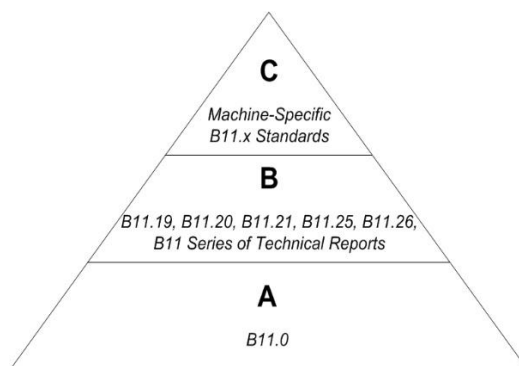 C
Machine-Specific
B11.x Standards
B
B11.19, B11.20, B11.21, B11.25, B11.26,
B11 Series of Technical Reports
A
B11.0